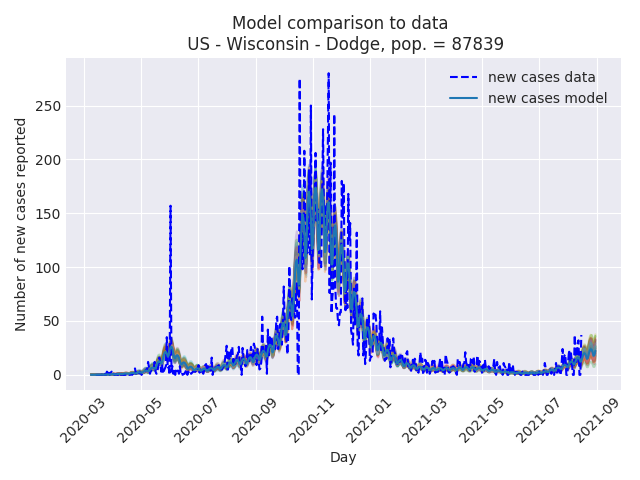 Model comparison to data
US - Wisconsin - Dodge, pop. = 87839
new cases data
new cases model
Number of new cases reported
250
200
150
100
50
0
2020-03
2020-05
2020-07
2020-09
2020-11
2021-01
2021-03
2021-05
2021-07
2021-09
Day